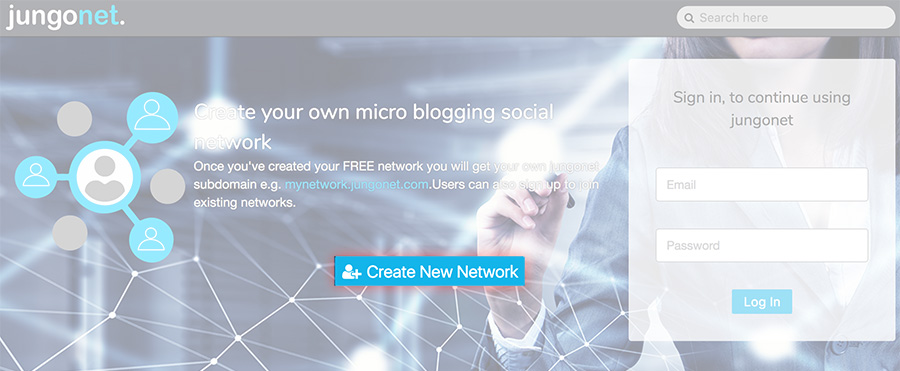 jungonet.
Search here
Create your own micro blogging social
network
Once you've created your FREE network you will get your own jungonet
subdomain e.g. mynetwork.jungonet.com.Users can also sign up to join
existing networks.
Create New Network
Sign in, to continue using
jungonet
Email
Password
Log In